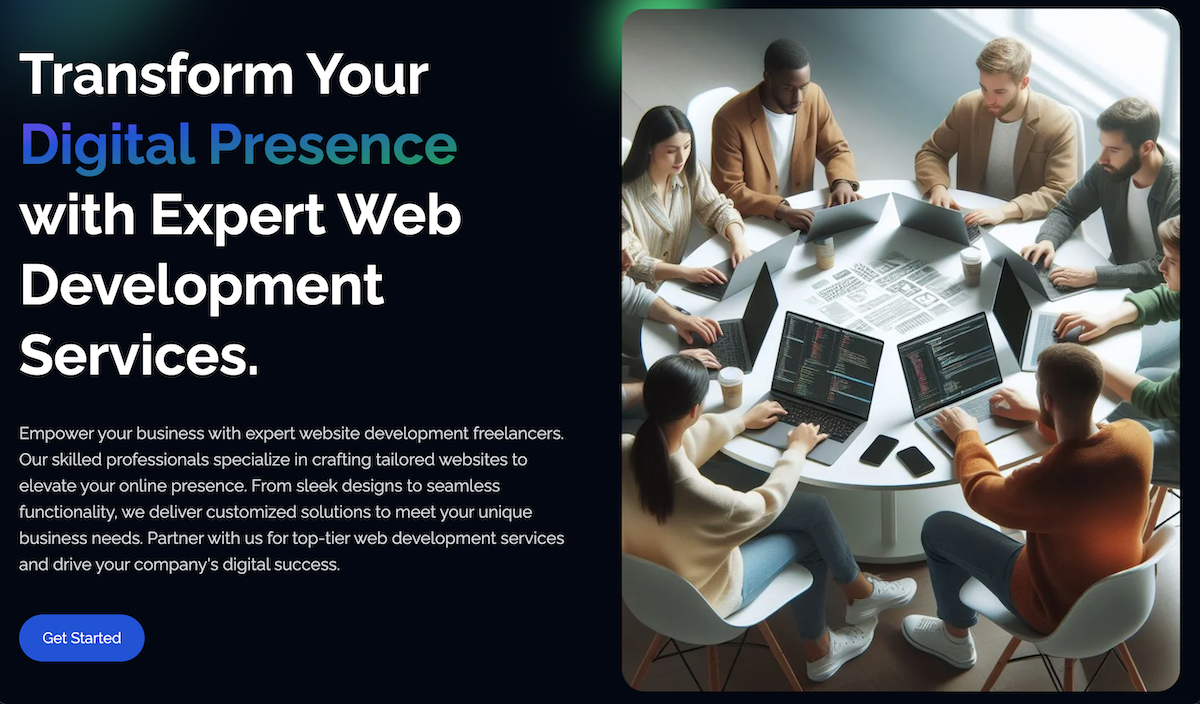 Transform Your
Digital Presence
with Expert Web
Development
Services.
Empower your business with expert website development freelancers.
Our skilled professionals specialize in crafting tailored websites to
elevate your online presence. From sleek designs to seamless
functionality, we deliver customized solutions to meet your unique
business needs. Partner with us for top-tier web development services
and drive your company's digital success.
Get Started